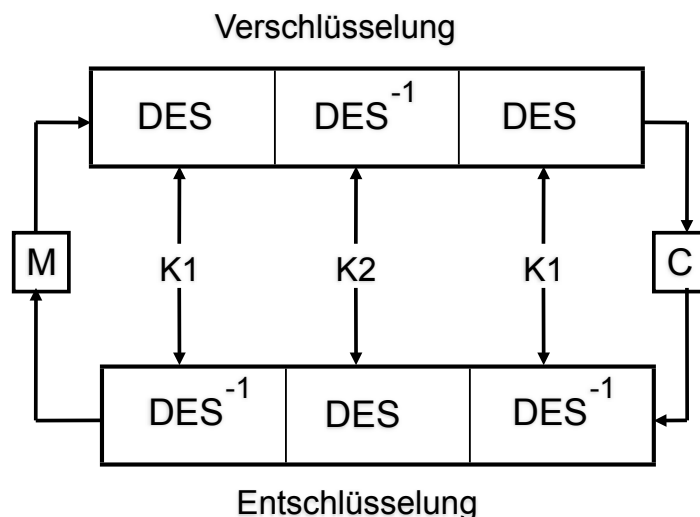 Verschlüsselung
DES DES-1 DES
M K1 K2 K1 C
DES-1 DES DES-1
Entschlüsselung